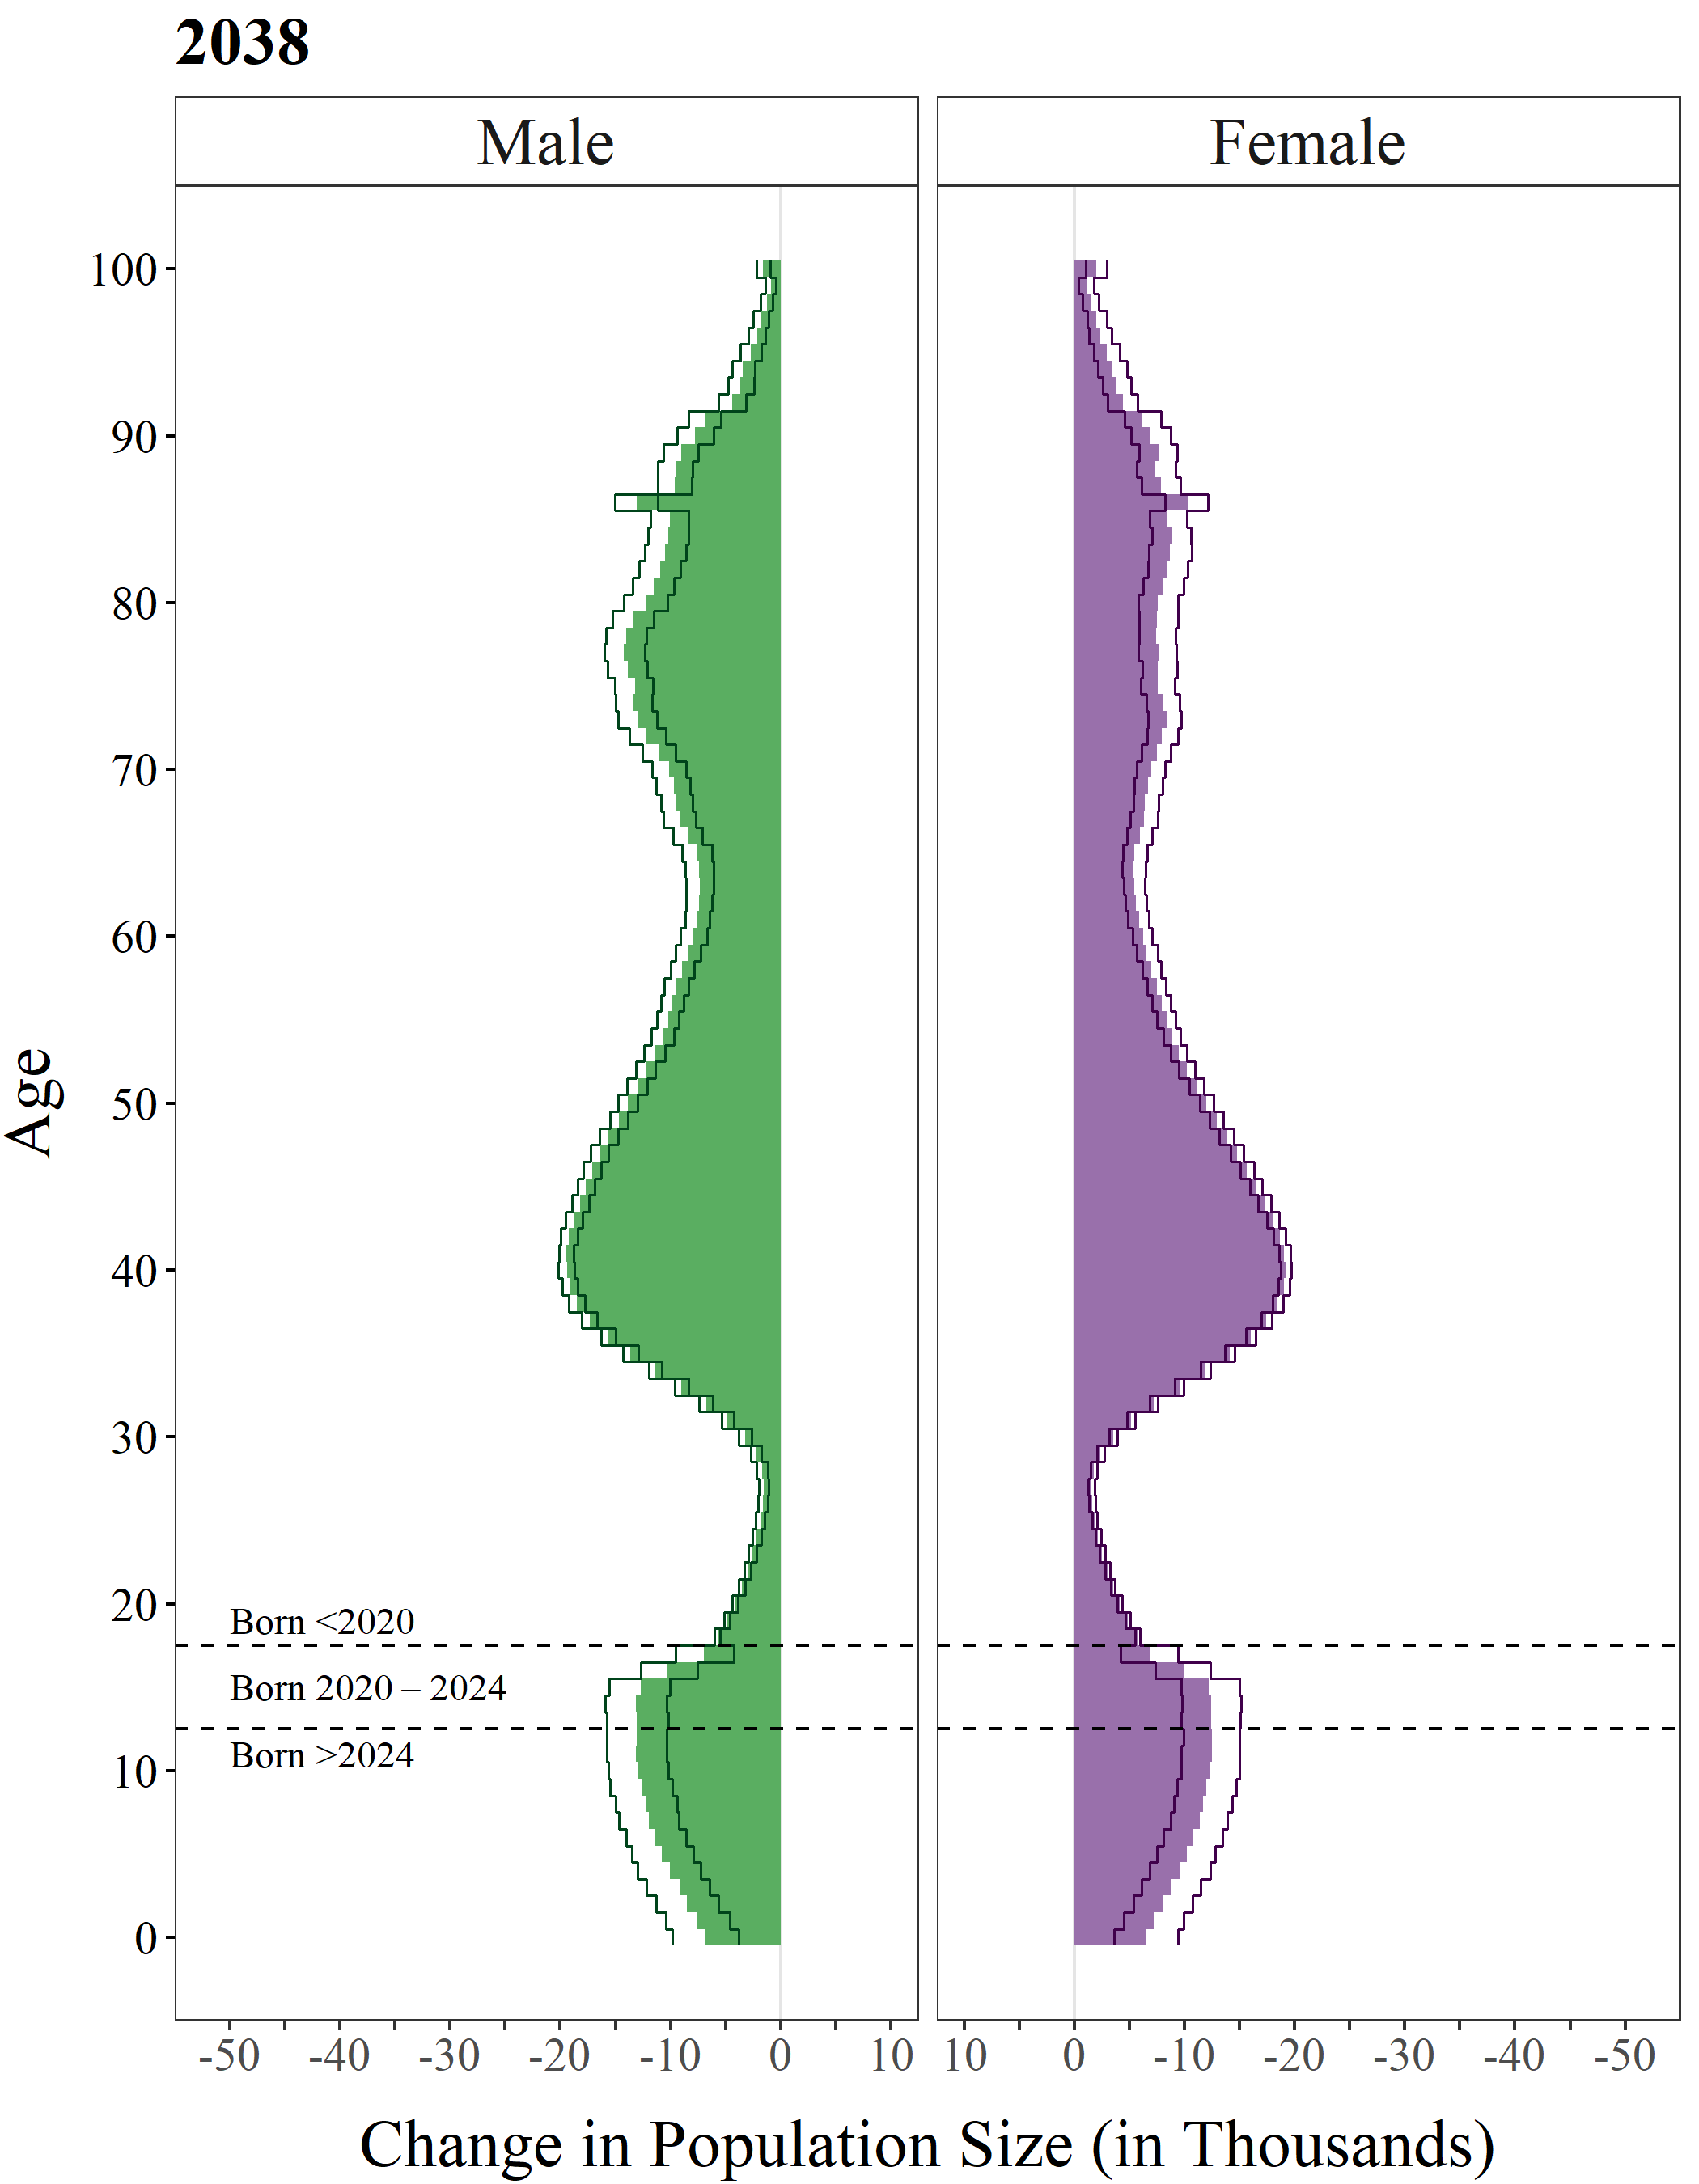 2038
Male
Female
100
90
80
70
60
50
40
30
20
10
0
Age
Born <2020
Born 2020 – 2024
Born >2024
-50 -40 -30 -20 -10 0 10
10 0 -10 -20 -30 -40 -50
Change in Population Size (in Thousands)